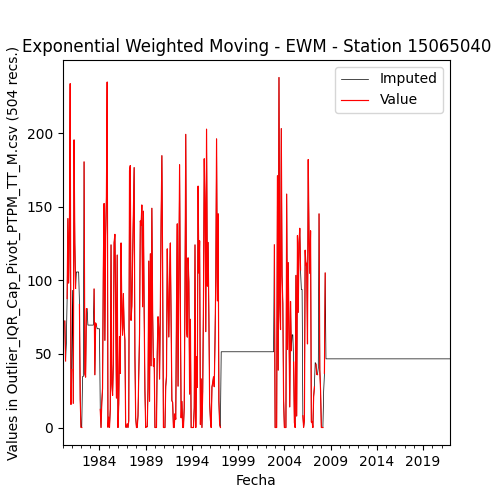 Exponential Weighted Moving - EWM - Station 15065040
Values in Outlier_IQR_Cap_Pivot_PTPM_TT_M.csv (504 recs.)
Imputed
Value
200
150
100
50
0
1984 1989 1994 1999 2004 2009 2014 2019
Fecha